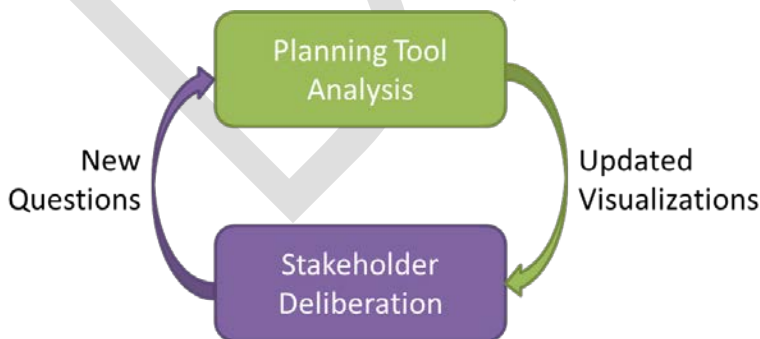 Planning Tool
Analysis
New
Questions
Updated
Visualizations
Stakeholder
Deliberation